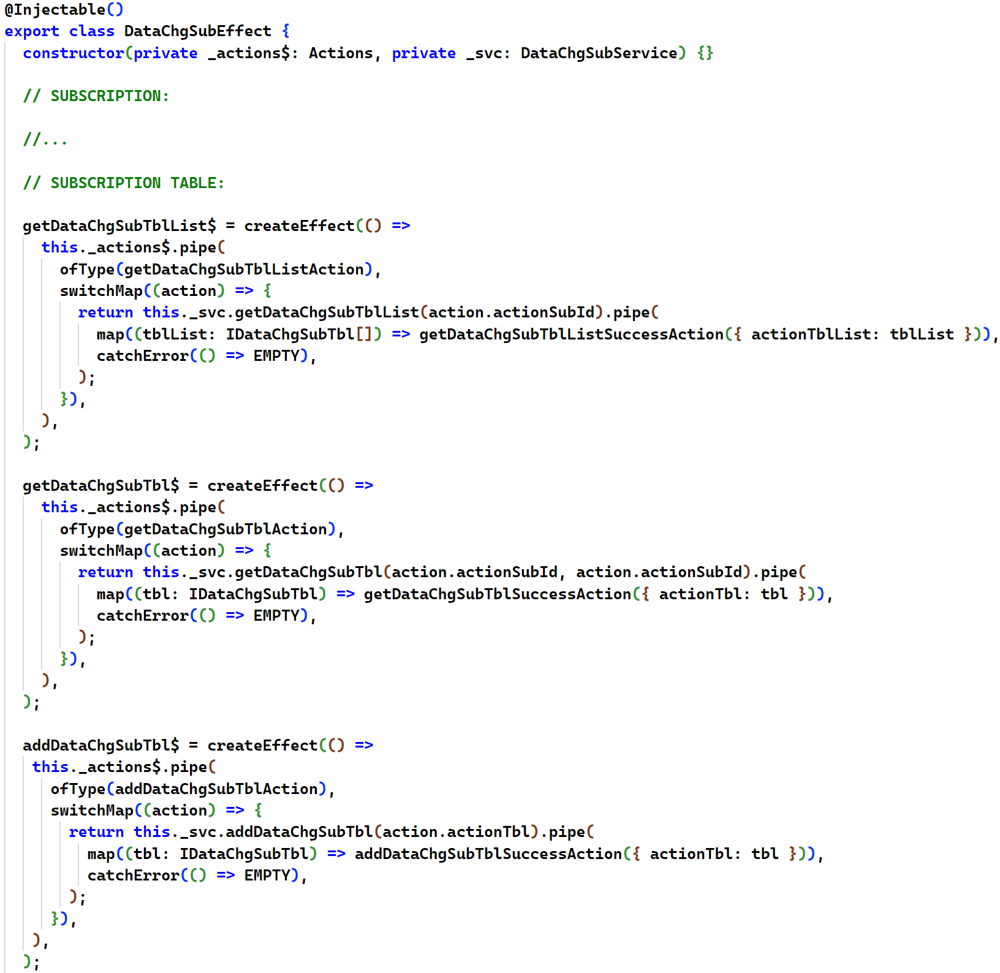 @Injectable()
export class DataChgSubEffect {
  constructor(private _actions$: Actions, private _svc: DataChgSubService) {}

  // SUBSCRIPTION:

  //...

  // SUBSCRIPTION TABLE:

  getDataChgSubTblList$ = createEffect(() =>
    this._actions$.pipe(
      ofType(getDataChgSubTblListAction),
      switchMap((action) => {
        return this._svc.getDataChgSubTblList(action.actionSubId).pipe(
          map((tblList: IDataChgSubTbl[]) => getDataChgSubTblListSuccessAction({ actionTblList: tblList })),
          catchError(() => EMPTY),
        );
      }),
    ),
  );

  getDataChgSubTbl$ = createEffect(() =>
    this._actions$.pipe(
      ofType(getDataChgSubTblAction),
      switchMap((action) => {
        return this._svc.getDataChgSubTbl(action.actionSubId, action.actionSubId).pipe(
          map((tbl: IDataChgSubTbl) => getDataChgSubTblSuccessAction({ actionTbl: tbl })),
          catchError(() => EMPTY),
        );
      }),
    ),
  );

  addDataChgSubTbl$ = createEffect(() =>
   this._actions$.pipe(
     ofType(addDataChgSubTblAction),
     switchMap((action) => {
       return this._svc.addDataChgSubTbl(action.actionTbl).pipe(
         map((tbl: IDataChgSubTbl) => addDataChgSubTblSuccessAction({ actionTbl: tbl })),
         catchError(() => EMPTY),
       );
     }),
   ),
  );